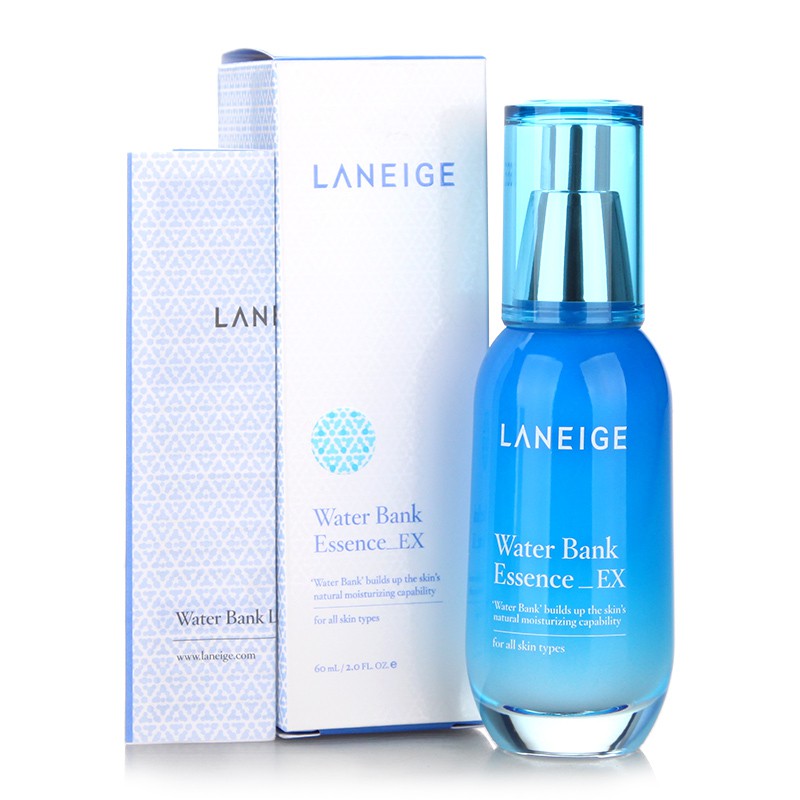 LANEIGE
Water Bank
Essence_EX
'Water Bank' builds up the skin's
natural moisturizing capability
for all skin types
60 mL / 2.0 FL. OZ. ℮
LANEIGE
Water Bank
Essence_EX
'Water Bank' builds up the skin's
natural moisturizing capability
for all skin types
LANE
Water Bank
www.laneige.com